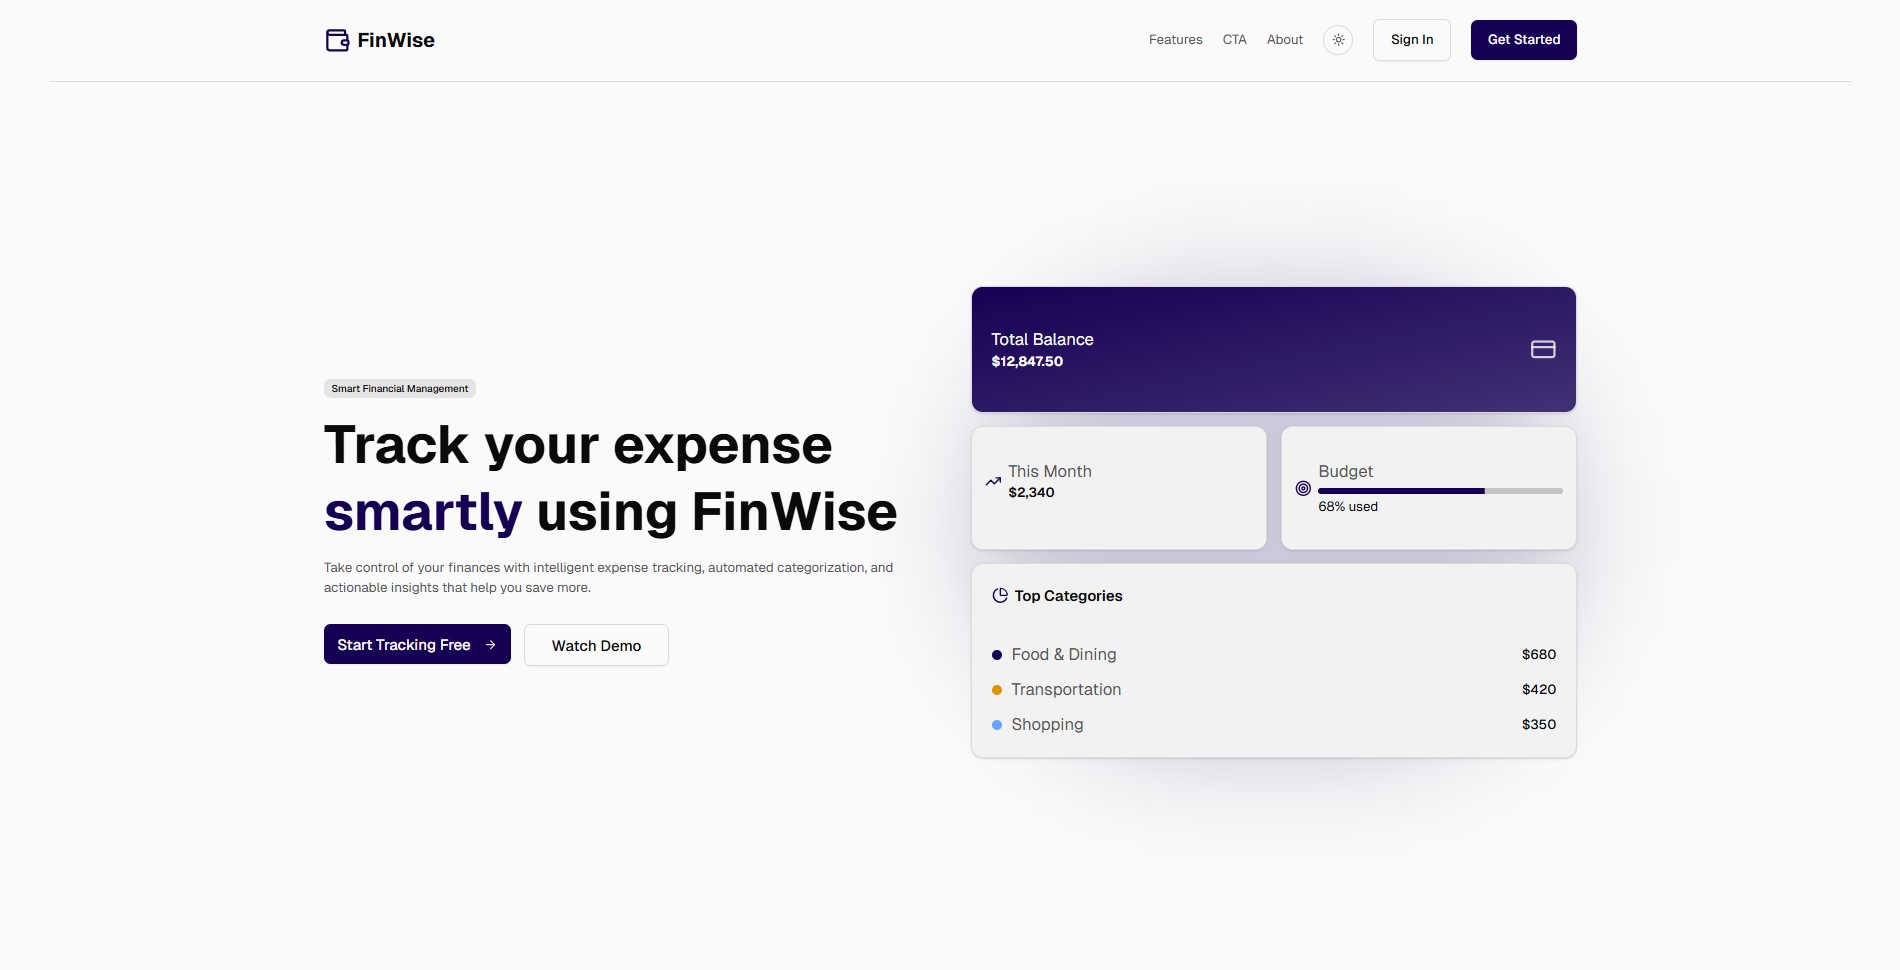 FinWise
Features
CTA
About
Sign In
Get Started
Smart Financial Management
Track your expense
smartly using FinWise
Take control of your finances with intelligent expense tracking, automated categorization, and
actionable insights that help you save more.
Start Tracking Free
Watch Demo
Total Balance
$12,847.50
This Month
$2,340
Budget
68% used
Top Categories
Food & Dining $680
Transportation $420
Shopping $350